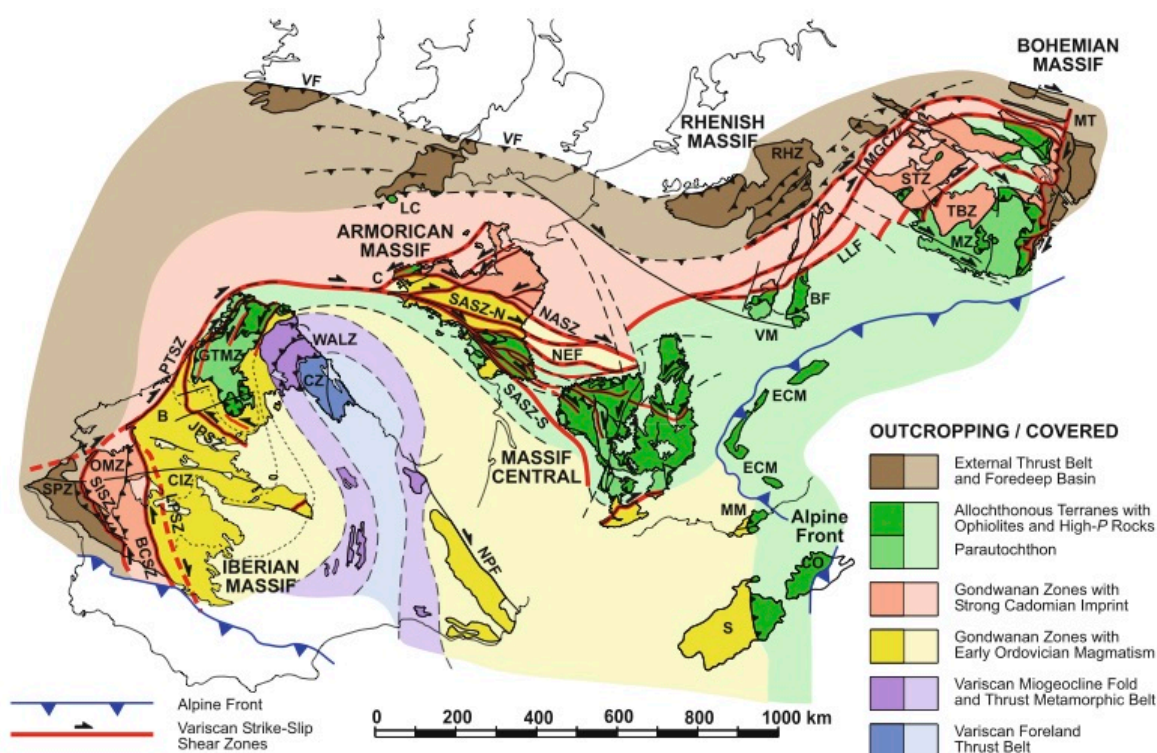 BOHEMIAN
MASSIF
VF
VF
RHENISH
MASSIF
MT
RHZ
MGCZ
STZ
TBZ
MZ
LC
ARMORICAN
MASSIF
C
LLF
SASZ-N
NASZ
BF
VM
NEF
PTSZ
GTMZ
WALZ
CZ
SASZ-S
ECM
B
JPSZ
MASSIF
CENTRAL
ECM
OMZ
SPZ
SISZ
CIZ
LPSZ
BCSZ
IBERIAN
MASSIF
NPF
MM
Alpine
Front
CO
S
OUTCROPPING / COVERED
External Thrust Belt
and Foredeep Basin
Allochthonous Terranes with
Ophiolites and High-P Rocks
Parautochthon
Gondwanan Zones with
Strong Cadomian Imprint
Gondwanan Zones with
Early Ordovician Magmatism
Variscan Miogeocline Fold
and Thrust Metamorphic Belt
Variscan Foreland
Thrust Belt
Alpine Front
Variscan Strike-Slip
Shear Zones
0 200 400 600 800 1000 km